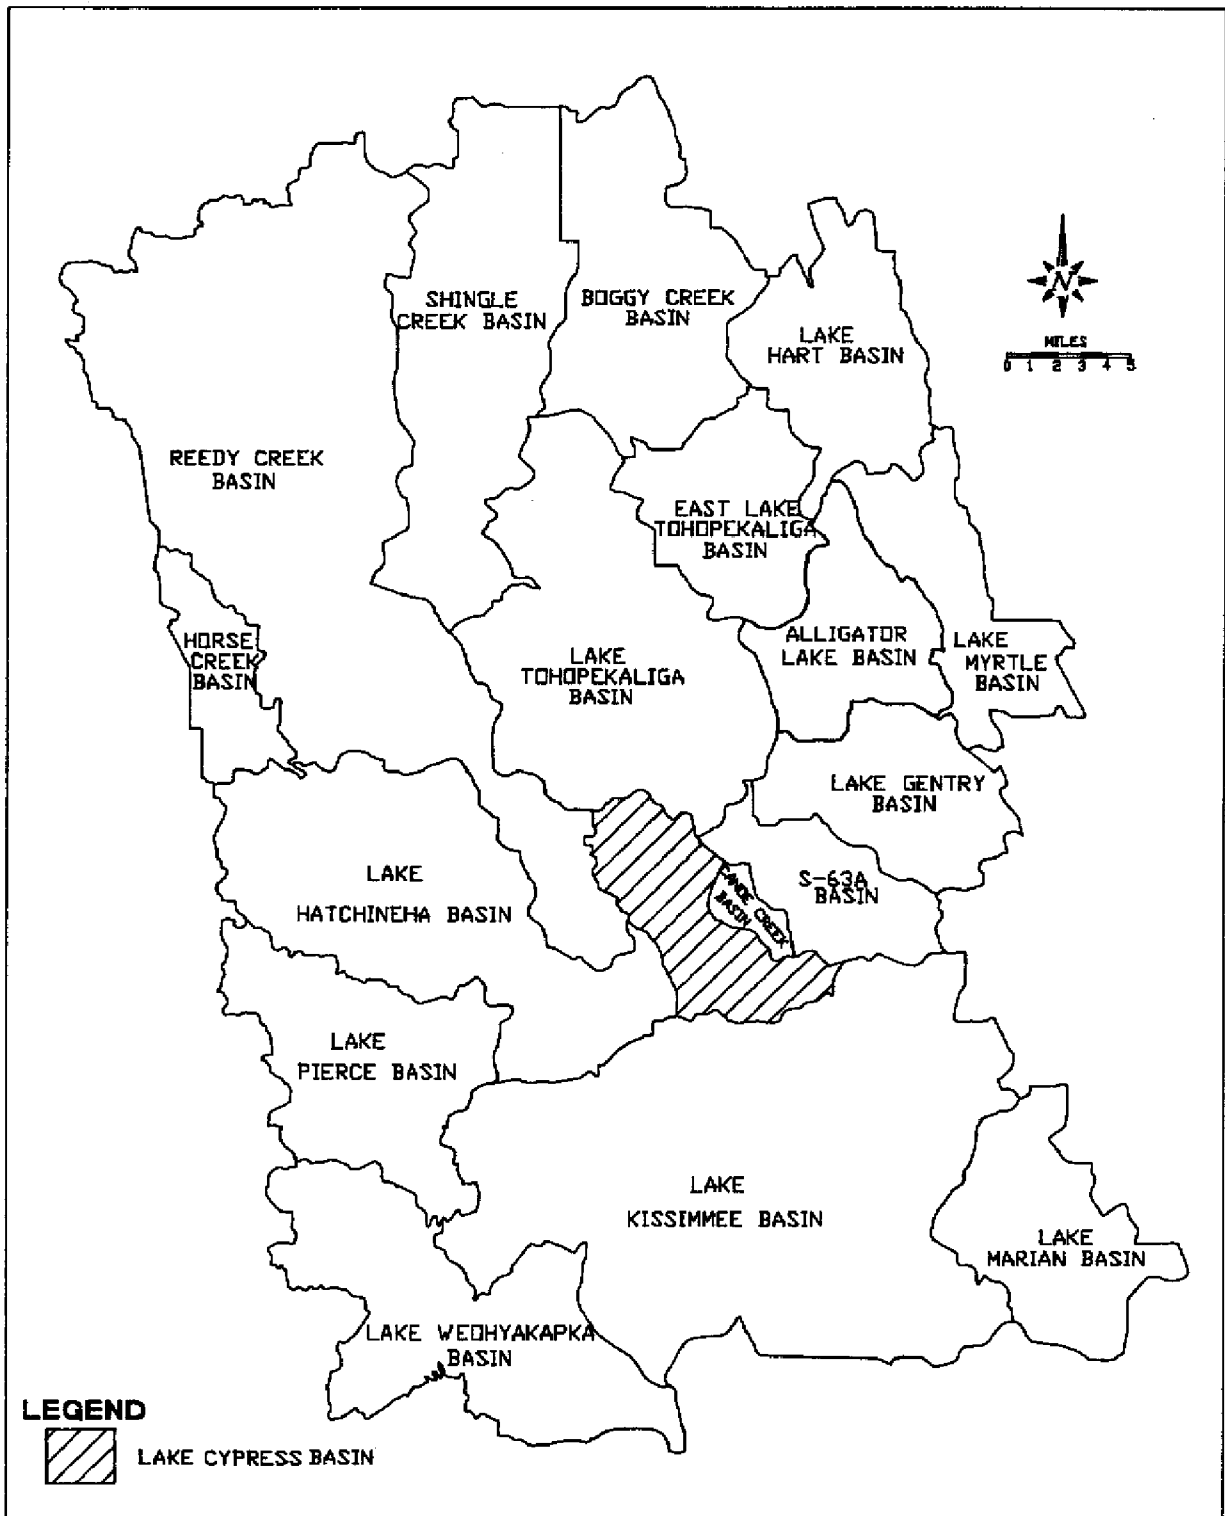 SHINGLE
CREEK BASIN
BOGGY CREEK
BASIN
LAKE
HART BASIN
N
MILES
0 1 2 3 4 5
REEDY CREEK
BASIN
EAST LAKE
TOHOPEKALIGA
BASIN
HORSE
CREEK
BASIN
LAKE
TOHOPEKALIGA
BASIN
ALLIGATOR
LAKE BASIN
LAKE
MYRTLE
BASIN
LAKE GENTRY
BASIN
LAKE
HATCHINEHA BASIN
CANOE CREEK
BASIN
S-63A
BASIN
LAKE
PIERCE BASIN
LAKE
KISSIMMEE BASIN
LAKE
MARIAN BASIN
LAKE WEOHYAKAPKA
BASIN
LEGEND
LAKE CYPRESS BASIN